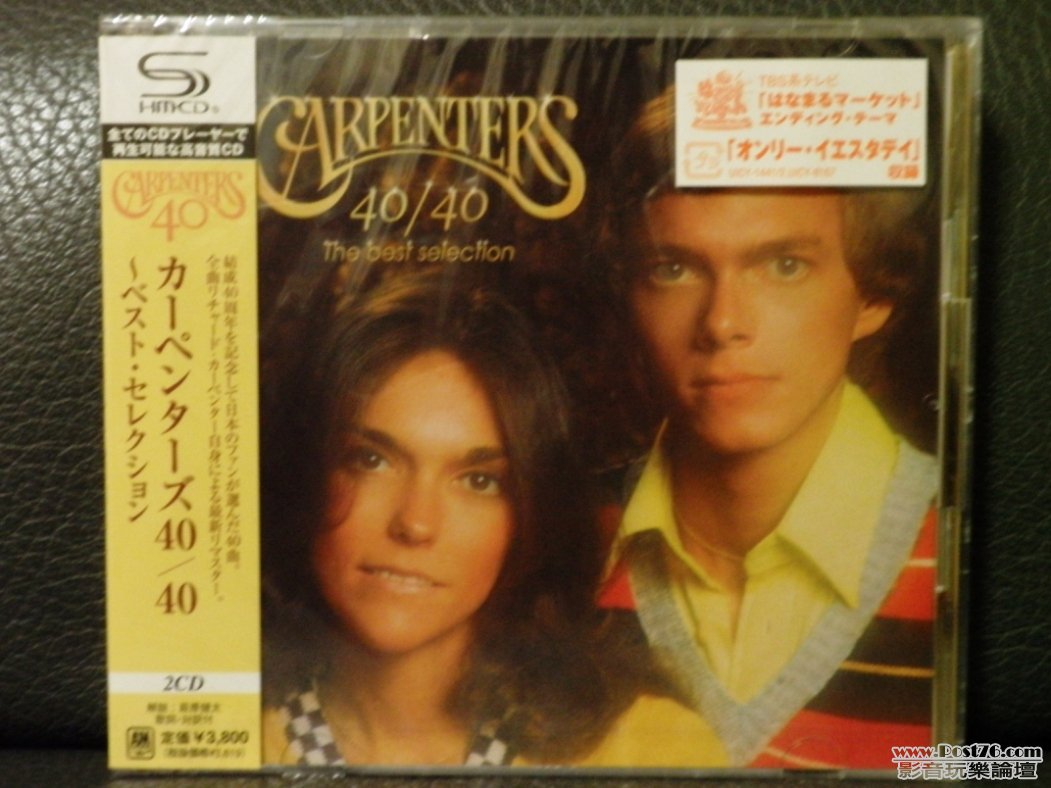 SHM-CD
全てのCDプレーヤーで
再生可能な高音質CD
CARPENTERS
40
カーペンターズ 40/40
~ベスト・セレクション
結成40周年を記念して日本のファンが選んだ40曲。
全曲リチャード・カーペンター自身による最新リマスター。
2CD
歌詞・対訳付
定価¥3,800
CARPENTERS
40/40
The best selection
TBS系テレビ
「はなまるマーケット」
エンディング・テーマ
「オンリー・イエスタデイ」
収録
www.Post76.com
影音玩樂論壇